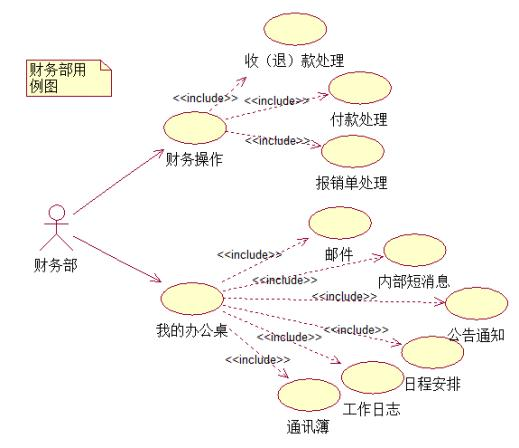 财务部用
例图
收（退）款处理
<<include>>
<<include>>
付款处理
财务操作
<<include>>
报销单处理
财务部
邮件
<<include>>
内部短消息
<<include>>
<<include>>
我的办公桌
公告通知
<<include>>
<<include>>
<<include>>
日程安排
工作日志
通讯簿